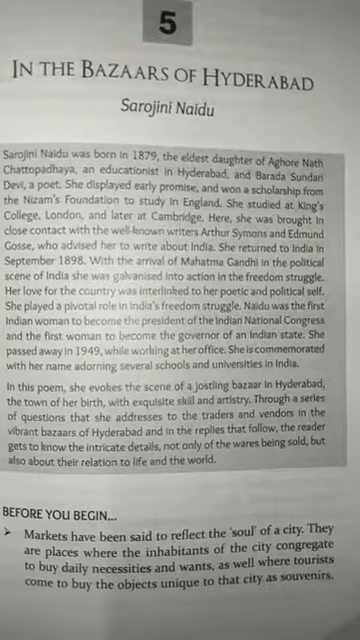 5
IN THE BAZAARS OF HYDERABAD
Sarojini Naidu
Sarojini Naidu was born in 1879, the eldest daughter of Aghore Nath
Chattopadhaya, an educationist in Hyderabad, and Barada Sundari
Devi, a poet. She displayed early promise, and won a scholarship from
the Nizam's Foundation to study in England. She studied at King's
College, London, and later at Cambridge. Here, she was brought in
close contact with the well-known writers Arthur Symons and Edmund
Gosse, who advised her to write about India. She returned to India in
September 1898. With the arrival of Mahatma Gandhi in the political
scene of India she was galvanised into action in the freedom struggle.
Her love for the country was interlinked to her poetic and political self.
She played a pivotal role in India's freedom struggle. Naidu was the first
Indian woman to become the president of the Indian National Congress
and the first woman to become the governor of an Indian state. She
passed away in 1949, while working at her office. She is commemorated
with her name adorning several schools and universities in India.
In this poem, she evokes the scene of a jostling bazaar in Hyderabad,
the town of her birth, with exquisite skill and artistry. Through a series
of questions that she addresses to the traders and vendors in the
vibrant bazaars of Hyderabad and in the replies that follow, the reader
gets to know the intricate details, not only of the wares being sold, but
also about their relation to life and the world.
BEFORE YOU BEGIN...
➢ Markets have been said to reflect the 'soul' of a city. They
are places where the inhabitants of the city congregate
to buy daily necessities and wants, as well where tourists
come to buy the objects unique to that city as souvenirs.